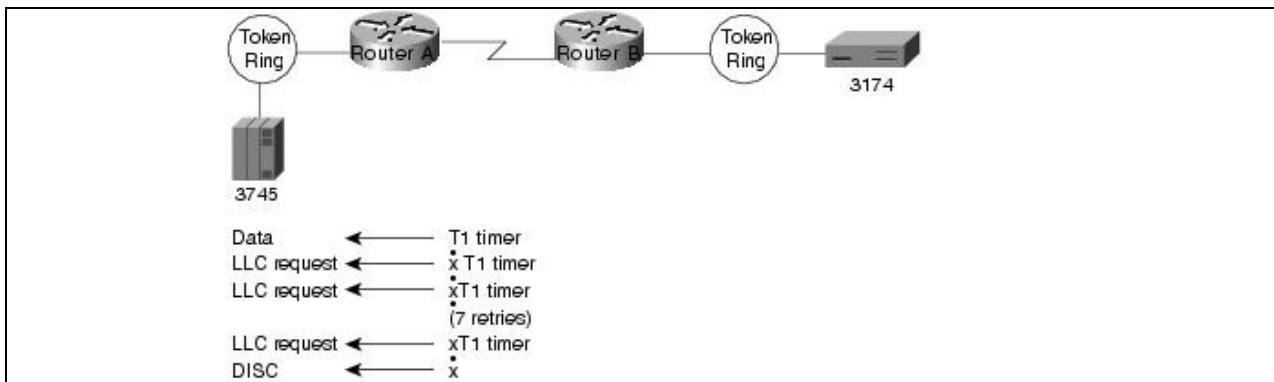 Token
Ring
Router A
Router B
Token
Ring
3174
3745
Data T1 timer
LLC request x T1 timer
LLC request xT1 timer
(7 retries)
LLC request xT1 timer
DISC x